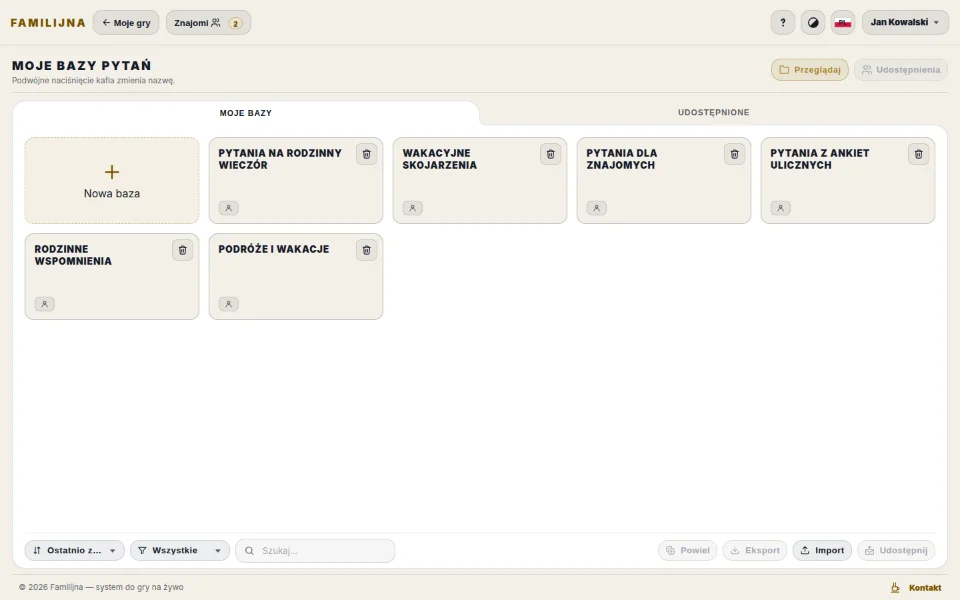 FAMILIJNA
← Moje gry
Znajomi 2
?
PL
Jan Kowalski
MOJE BAZY PYTAŃ
Podwójne naciśnięcie kafla zmienia nazwę.
Przeglądaj
Udostępnienia
MOJE BAZY
UDOSTĘPNIONE
+
Nowa baza
PYTANIA NA RODZINNY
WIECZÓR
WAKACYJNE
SKOJARZENIA
PYTANIA DLA
ZNAJOMYCH
PYTANIA Z ANKIET
ULICZNYCH
RODZINNE
WSPOMNIENIA
PODRÓŻE I WAKACJE
Ostatnio z...
Wszystkie
Szukaj...
Powiel
Eksport
Import
Udostępnij
© 2026 Familijna — system do gry na żywo
Kontakt